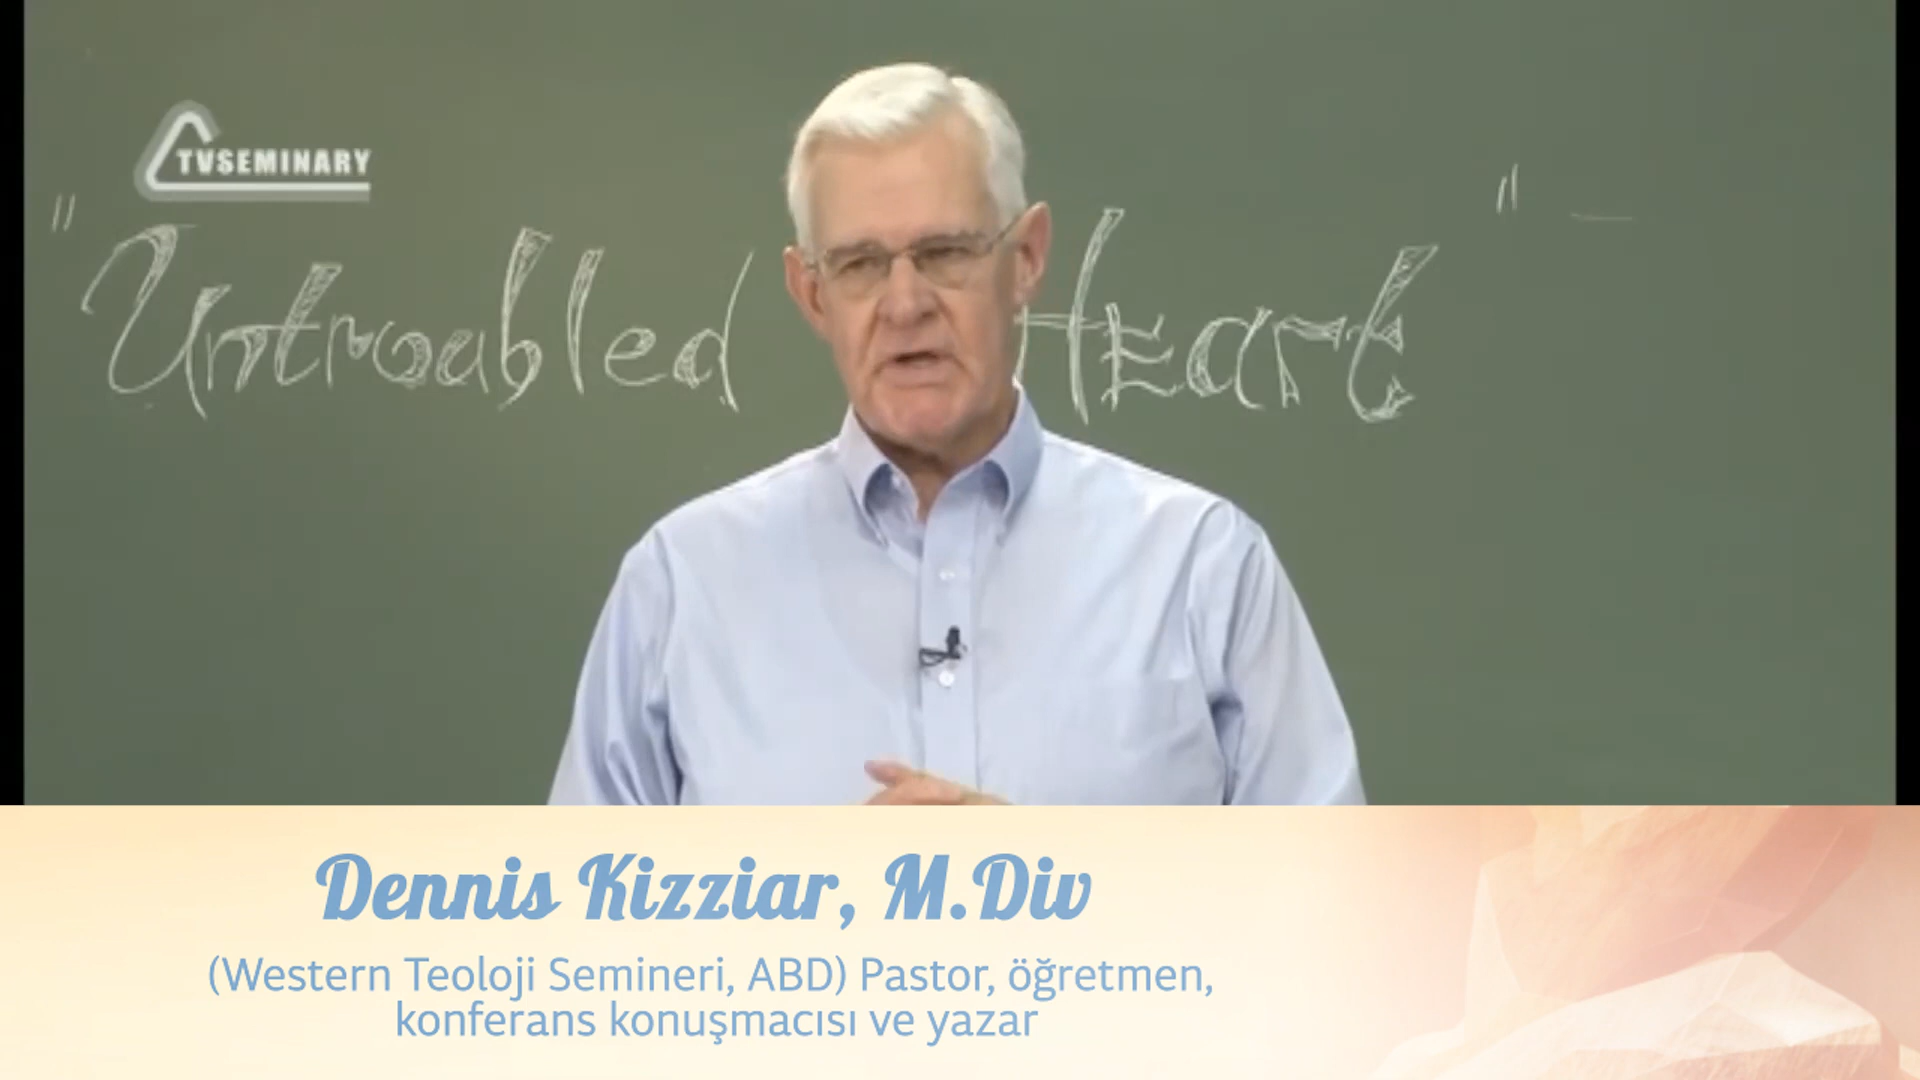 TVSEMINARY
"Untroubled Heart" –
Dennis Kizziar, M.Div
(Western Teoloji Semineri, ABD) Pastor, öğretmen,
konferans konuşmacısı ve yazar